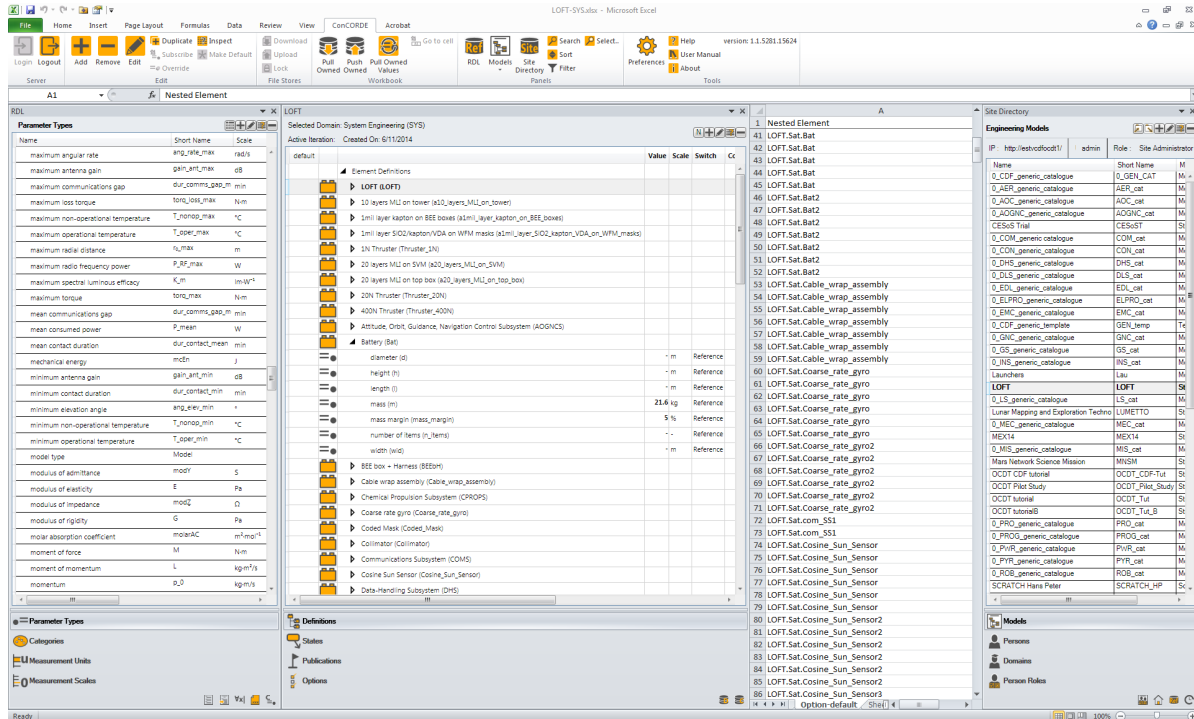 LOFT-SYS.xlsx - Microsoft Excel
File Home Insert Page Layout Formulas Data Review View ConCORDE Acrobat
Login Logout Add Remove Edit Duplicate Inspect Subscribe Make Default Override Download Upload Lock Pull Owned Push Owned Pull Owned Values Go to cell RDL Models Site Directory Search Select... Sort Filter Preferences Help User Manual About version: 1.1.5281.15624
Server Edit File Stores Workbook Panels Tools
A1 fx Nested Element
RDL
Parameter Types
Name Short Name Scale
maximum angular rate ang_rate_max rad/s
maximum antenna gain gain_ant_max dB
maximum communications gap dur_comms_gap_m min
maximum loss torque torq_loss_max N·m
maximum non-operational temperature T_nonop_max °C
maximum operational temperature T_oper_max °C
maximum radial distance r₀_max m
maximum radio frequency power P_RF_max W
maximum spectral luminous efficacy K_m lm·W⁻¹
maximum torque torq_max N·m
mean communications gap dur_comms_gap_m min
mean consumed power P_mean W
mean contact duration dur_contact_mean min
mechanical energy mcEn J
minimum antenna gain gain_ant_min dB
minimum contact duration dur_contact_min min
minimum elevation angle ang_elev_min °
minimum non-operational temperature T_nonop_min °C
minimum operational temperature T_oper_min °C
model type Model
modulus of admittance modY S
modulus of elasticity E Pa
modulus of impedance modZ Ω
modulus of rigidity G Pa
molar absorption coefficient molarAC m²·mol⁻¹
moment of force M N·m
moment of momentum L kg·m²/s
momentum p_0 kg·m/s
Parameter Types
Categories
Measurement Units
Measurement Scales
LOFT
Selected Domain: System Engineering (SYS)
Active Iteration: Created On: 6/11/2014
default Value Scale Switch Cc
Element Definitions
LOFT (LOFT)
10 layers MLI on tower (a10_layers_MLI_on_tower)
1mil layer kapton on BEE boxes (a1mil_layer_kapton_on_BEE_boxes)
1mil layer SiO2/kapton/VDA on WFM masks (a1mil_layer_SiO2_kapton_VDA_on_WFM_masks)
1N Thruster (Thruster_1N)
20 layers MLI on SVM (a20_layers_MLI_on_SVM)
20 layers MLI on top box (a20_layers_MLI_on_top_box)
20N Thruster (Thruster_20N)
400N Thruster (Thruster_400N)
Attitude, Orbit, Guidance, Navigation Control Subsystem (AOGNCS)
Battery (Bat)
diameter (d) - m Reference
height (h) - m Reference
length (l) - m Reference
mass (m) 21.6 kg Reference
mass margin (mass_margin) 5 % Reference
number of items (n_items) - - Reference
width (wid) - m Reference
BEE box + Harness (BEEbH)
Cable wrap assembly (Cable_wrap_assembly)
Chemical Propulsion Subsystem (CPROPS)
Coarse rate gyro (Coarse_rate_gyro)
Coded Mask (Coded_Mask)
Collimator (Collimator)
Communications Subsystem (COMS)
Cosine Sun Sensor (Cosine_Sun_Sensor)
Data-Handling Subsystem (DHS)
Definitions
States
Publications
Options
A
1 Nested Element
41 LOFT.Sat.Bat
42 LOFT.Sat.Bat
43 LOFT.Sat.Bat
44 LOFT.Sat.Bat
45 LOFT.Sat.Bat
46 LOFT.Sat.Bat2
47 LOFT.Sat.Bat2
48 LOFT.Sat.Bat2
49 LOFT.Sat.Bat2
50 LOFT.Sat.Bat2
51 LOFT.Sat.Bat2
52 LOFT.Sat.Bat2
53 LOFT.Sat.Cable_wrap_assembly
54 LOFT.Sat.Cable_wrap_assembly
55 LOFT.Sat.Cable_wrap_assembly
56 LOFT.Sat.Cable_wrap_assembly
57 LOFT.Sat.Cable_wrap_assembly
58 LOFT.Sat.Cable_wrap_assembly
59 LOFT.Sat.Cable_wrap_assembly
60 LOFT.Sat.Coarse_rate_gyro
61 LOFT.Sat.Coarse_rate_gyro
62 LOFT.Sat.Coarse_rate_gyro
63 LOFT.Sat.Coarse_rate_gyro
64 LOFT.Sat.Coarse_rate_gyro
65 LOFT.Sat.Coarse_rate_gyro
66 LOFT.Sat.Coarse_rate_gyro2
67 LOFT.Sat.Coarse_rate_gyro2
68 LOFT.Sat.Coarse_rate_gyro2
69 LOFT.Sat.Coarse_rate_gyro2
70 LOFT.Sat.Coarse_rate_gyro2
71 LOFT.Sat.Coarse_rate_gyro2
72 LOFT.Sat.com_SS1
73 LOFT.Sat.com_SS1
74 LOFT.Sat.Cosine_Sun_Sensor
75 LOFT.Sat.Cosine_Sun_Sensor
76 LOFT.Sat.Cosine_Sun_Sensor
77 LOFT.Sat.Cosine_Sun_Sensor
78 LOFT.Sat.Cosine_Sun_Sensor
79 LOFT.Sat.Cosine_Sun_Sensor
80 LOFT.Sat.Cosine_Sun_Sensor2
81 LOFT.Sat.Cosine_Sun_Sensor2
82 LOFT.Sat.Cosine_Sun_Sensor2
83 LOFT.Sat.Cosine_Sun_Sensor2
84 LOFT.Sat.Cosine_Sun_Sensor2
85 LOFT.Sat.Cosine_Sun_Sensor2
86 LOFT.Sat.Cosine_Sun_Sensor3
Option-default
Site Directory
Engineering Models
IP : http://estvcdfocdt1/ admin Role : Site Administrator
Name Short Name M
0_CDF_generic_catalogue 0_GEN_CAT M
0_AER_generic_catalogue AER_cat M
0_AOC_generic_catalogue AOC_cat M
0_AOGNC_generic_catalogue AOGNC_cat M
CESoS Trial CESoST St
0_COM_generic_catalogue COM_cat M
0_CON_generic_catalogue CON_cat M
0_DHS_generic_catalogue DHS_cat M
0_DLS_generic_catalogue DLS_cat M
0_EDL_generic_catalogue EDL_cat M
0_ELPRO_generic_catalogue ELPRO_cat M
0_EMC_generic_catalogue EMC_cat M
0_CDF_generic_template GEN_temp Te
0_GNC_generic_catalogue GNC_cat M
0_GS_generic_catalogue GS_cat M
0_INS_generic_catalogue INS_cat M
Launchers Lau M
LOFT LOFT St
0_LS_generic_catalogue LS_cat M
Lunar Mapping and Exploration Techno LUMETTO St
0_MEC_generic_catalogue MEC_cat M
MEX14 MEX14 St
0_MIS_generic_catalogue MIS_cat M
Mars Network Science Mission MNSM St
OCDT CDF tutorial OCDT_CDF-Tut St
OCDT Pilot Study OCDT_Pilot_Study St
OCDT tutorial OCDT_Tut St
OCDT tutorialB OCDT_Tut_B St
0_PRO_generic_catalogue PRO_cat M
0_PROG_generic_catalogue PROG_cat M
0_PWR_generic_catalogue PWR_cat M
0_PYR_generic_catalogue PYR_cat M
0_ROB_generic_catalogue ROB_cat M
SCRATCH Hans Peter SCRATCH_HP Sc
Models
Persons
Domains
Person Roles
Ready 100%